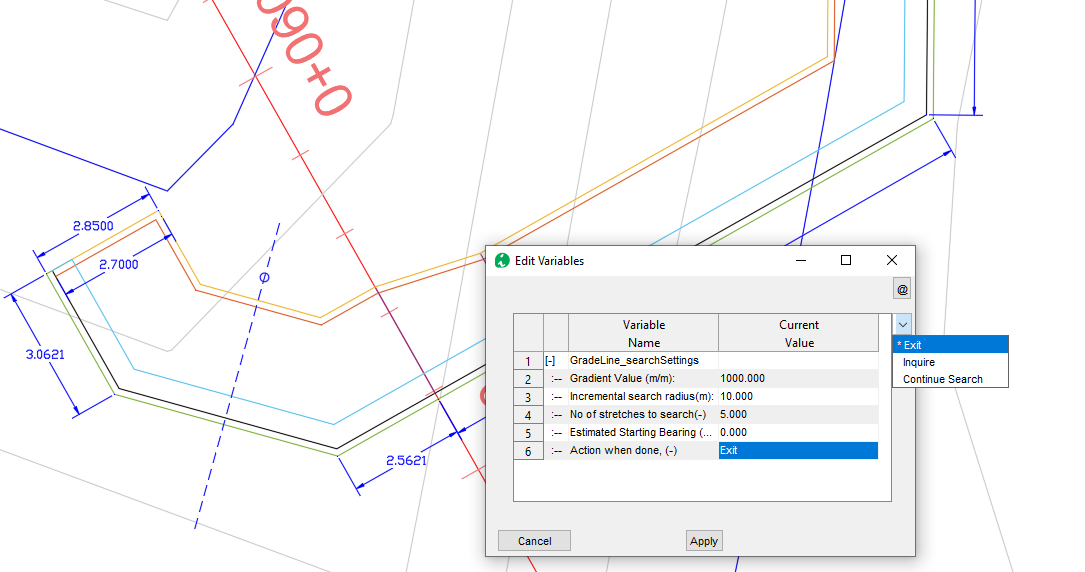 090+0
2.8500
2.7000
3.0621
2.5621
Edit Variables
@
Variable Name
Current Value
1 [-] GradeLine_searchSettings
2 :-- Gradient Value (m/m): 1000.000
3 :-- Incremental search radius(m): 10.000
4 :-- No of stretches to search(-) 5.000
5 :-- Estimated Starting Bearing (... 0.000
6 :-- Action when done, (-) Exit
* Exit
Inquire
Continue Search
Cancel
Apply